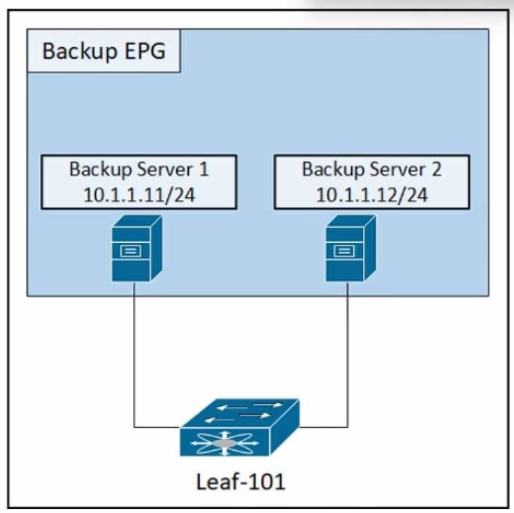 Backup EPG
Backup Server 1
10.1.1.11/24
Backup Server 2
10.1.1.12/24
Leaf-101